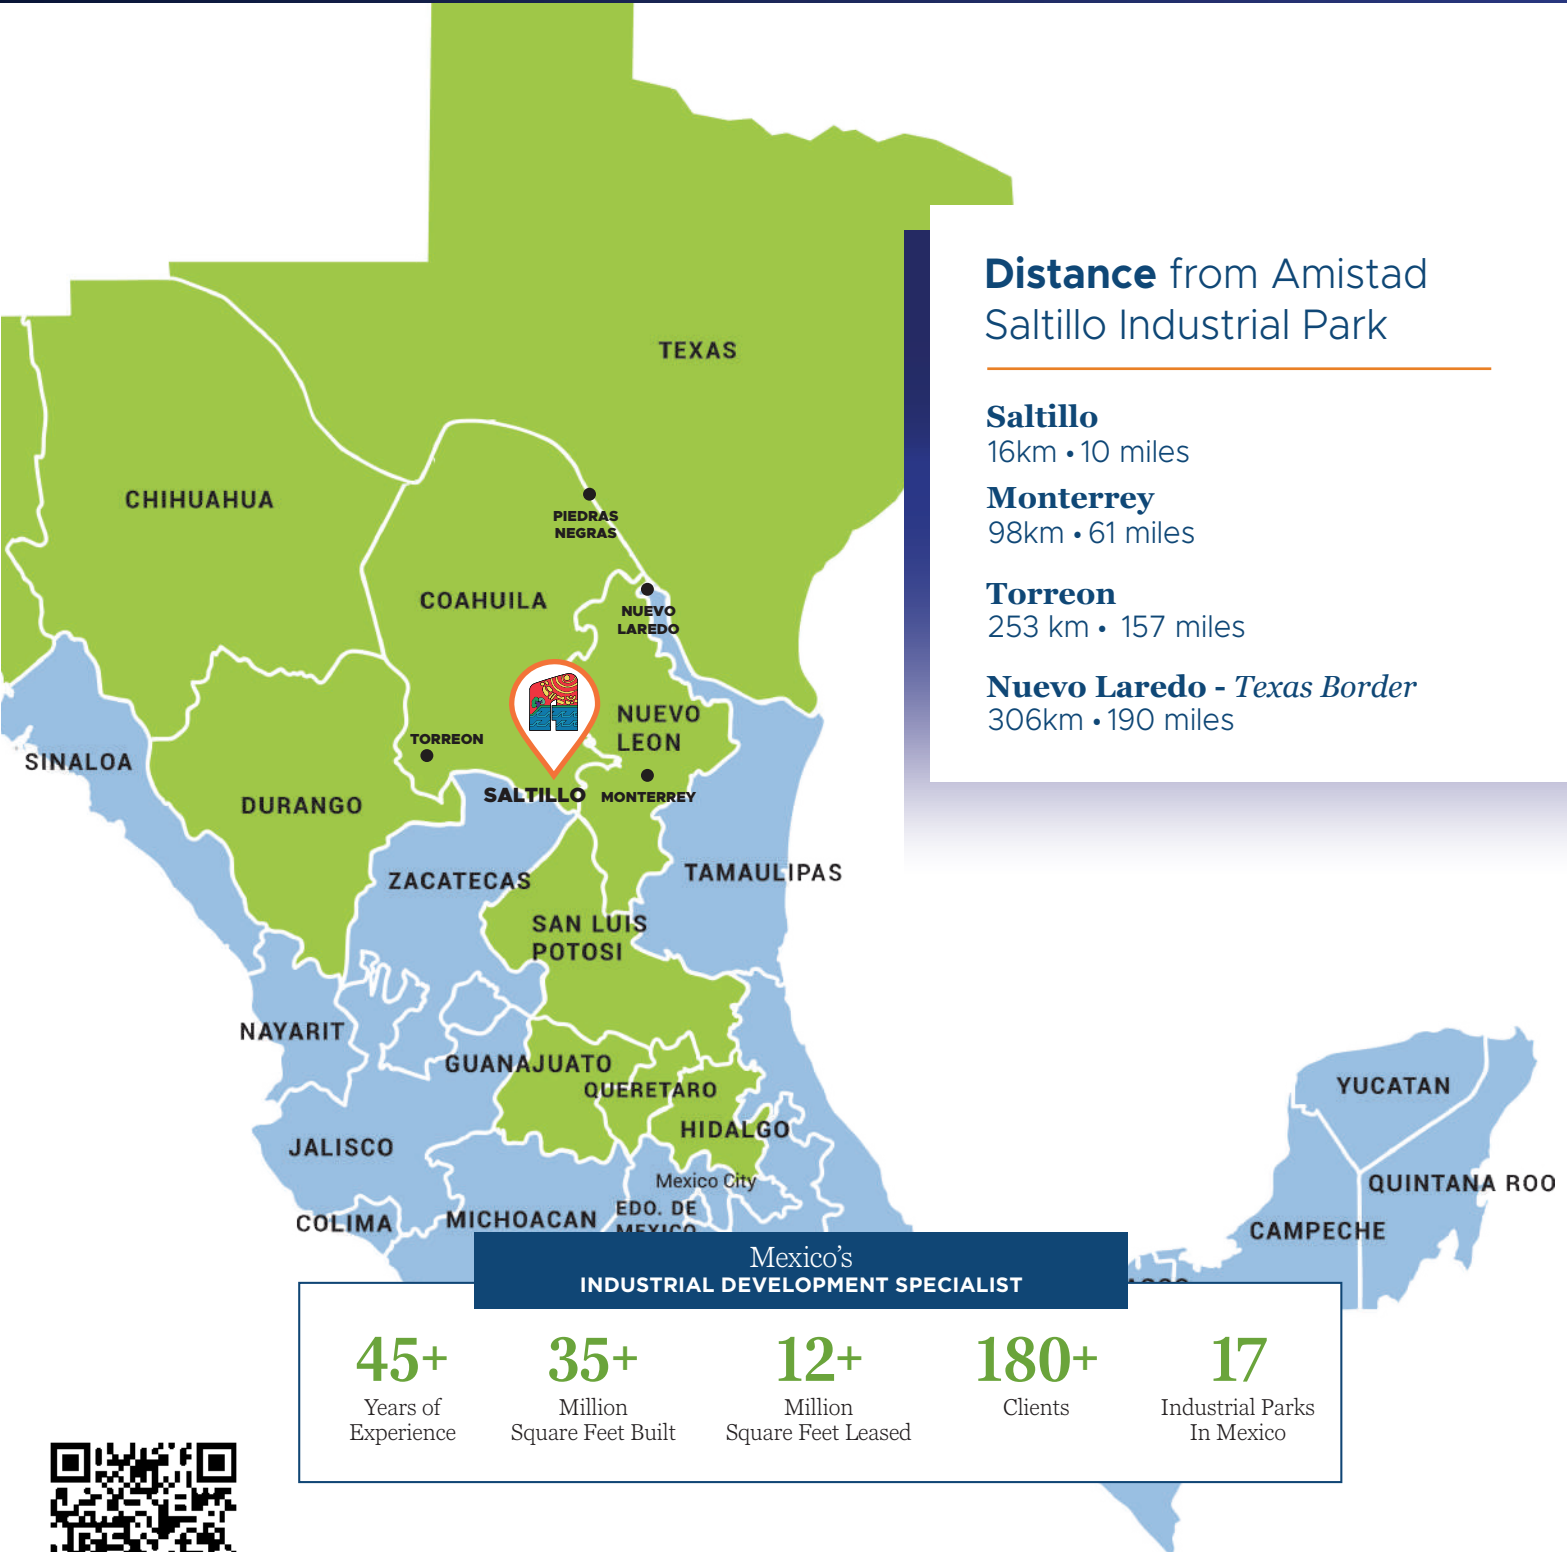 TEXAS
Distance from Amistad
Saltillo Industrial Park
Saltillo
16km • 10 miles
Monterrey
98km • 61 miles
Torreon
253 km • 157 miles
Nuevo Laredo - Texas Border
306km • 190 miles
CHIHUAHUA
PIEDRAS
NEGRAS
COAHUILA
NUEVO
LAREDO
NUEVO
LEON
TORREON
SINALOA
DURANGO
SALTILLO
MONTERREY
ZACATECAS
TAMAULIPAS
SAN LUIS
POTOSI
NAYARIT
GUANAJUATO
QUERETARO
HIDALGO
JALISCO
Mexico City
COLIMA
MICHOACAN
EDO. DE
MEXICO
YUCATAN
QUINTANA ROO
CAMPECHE
Mexico's
INDUSTRIAL DEVELOPMENT SPECIALIST
45+
Years of
Experience
35+
Million
Square Feet Built
12+
Million
Square Feet Leased
180+
Clients
17
Industrial Parks
In Mexico